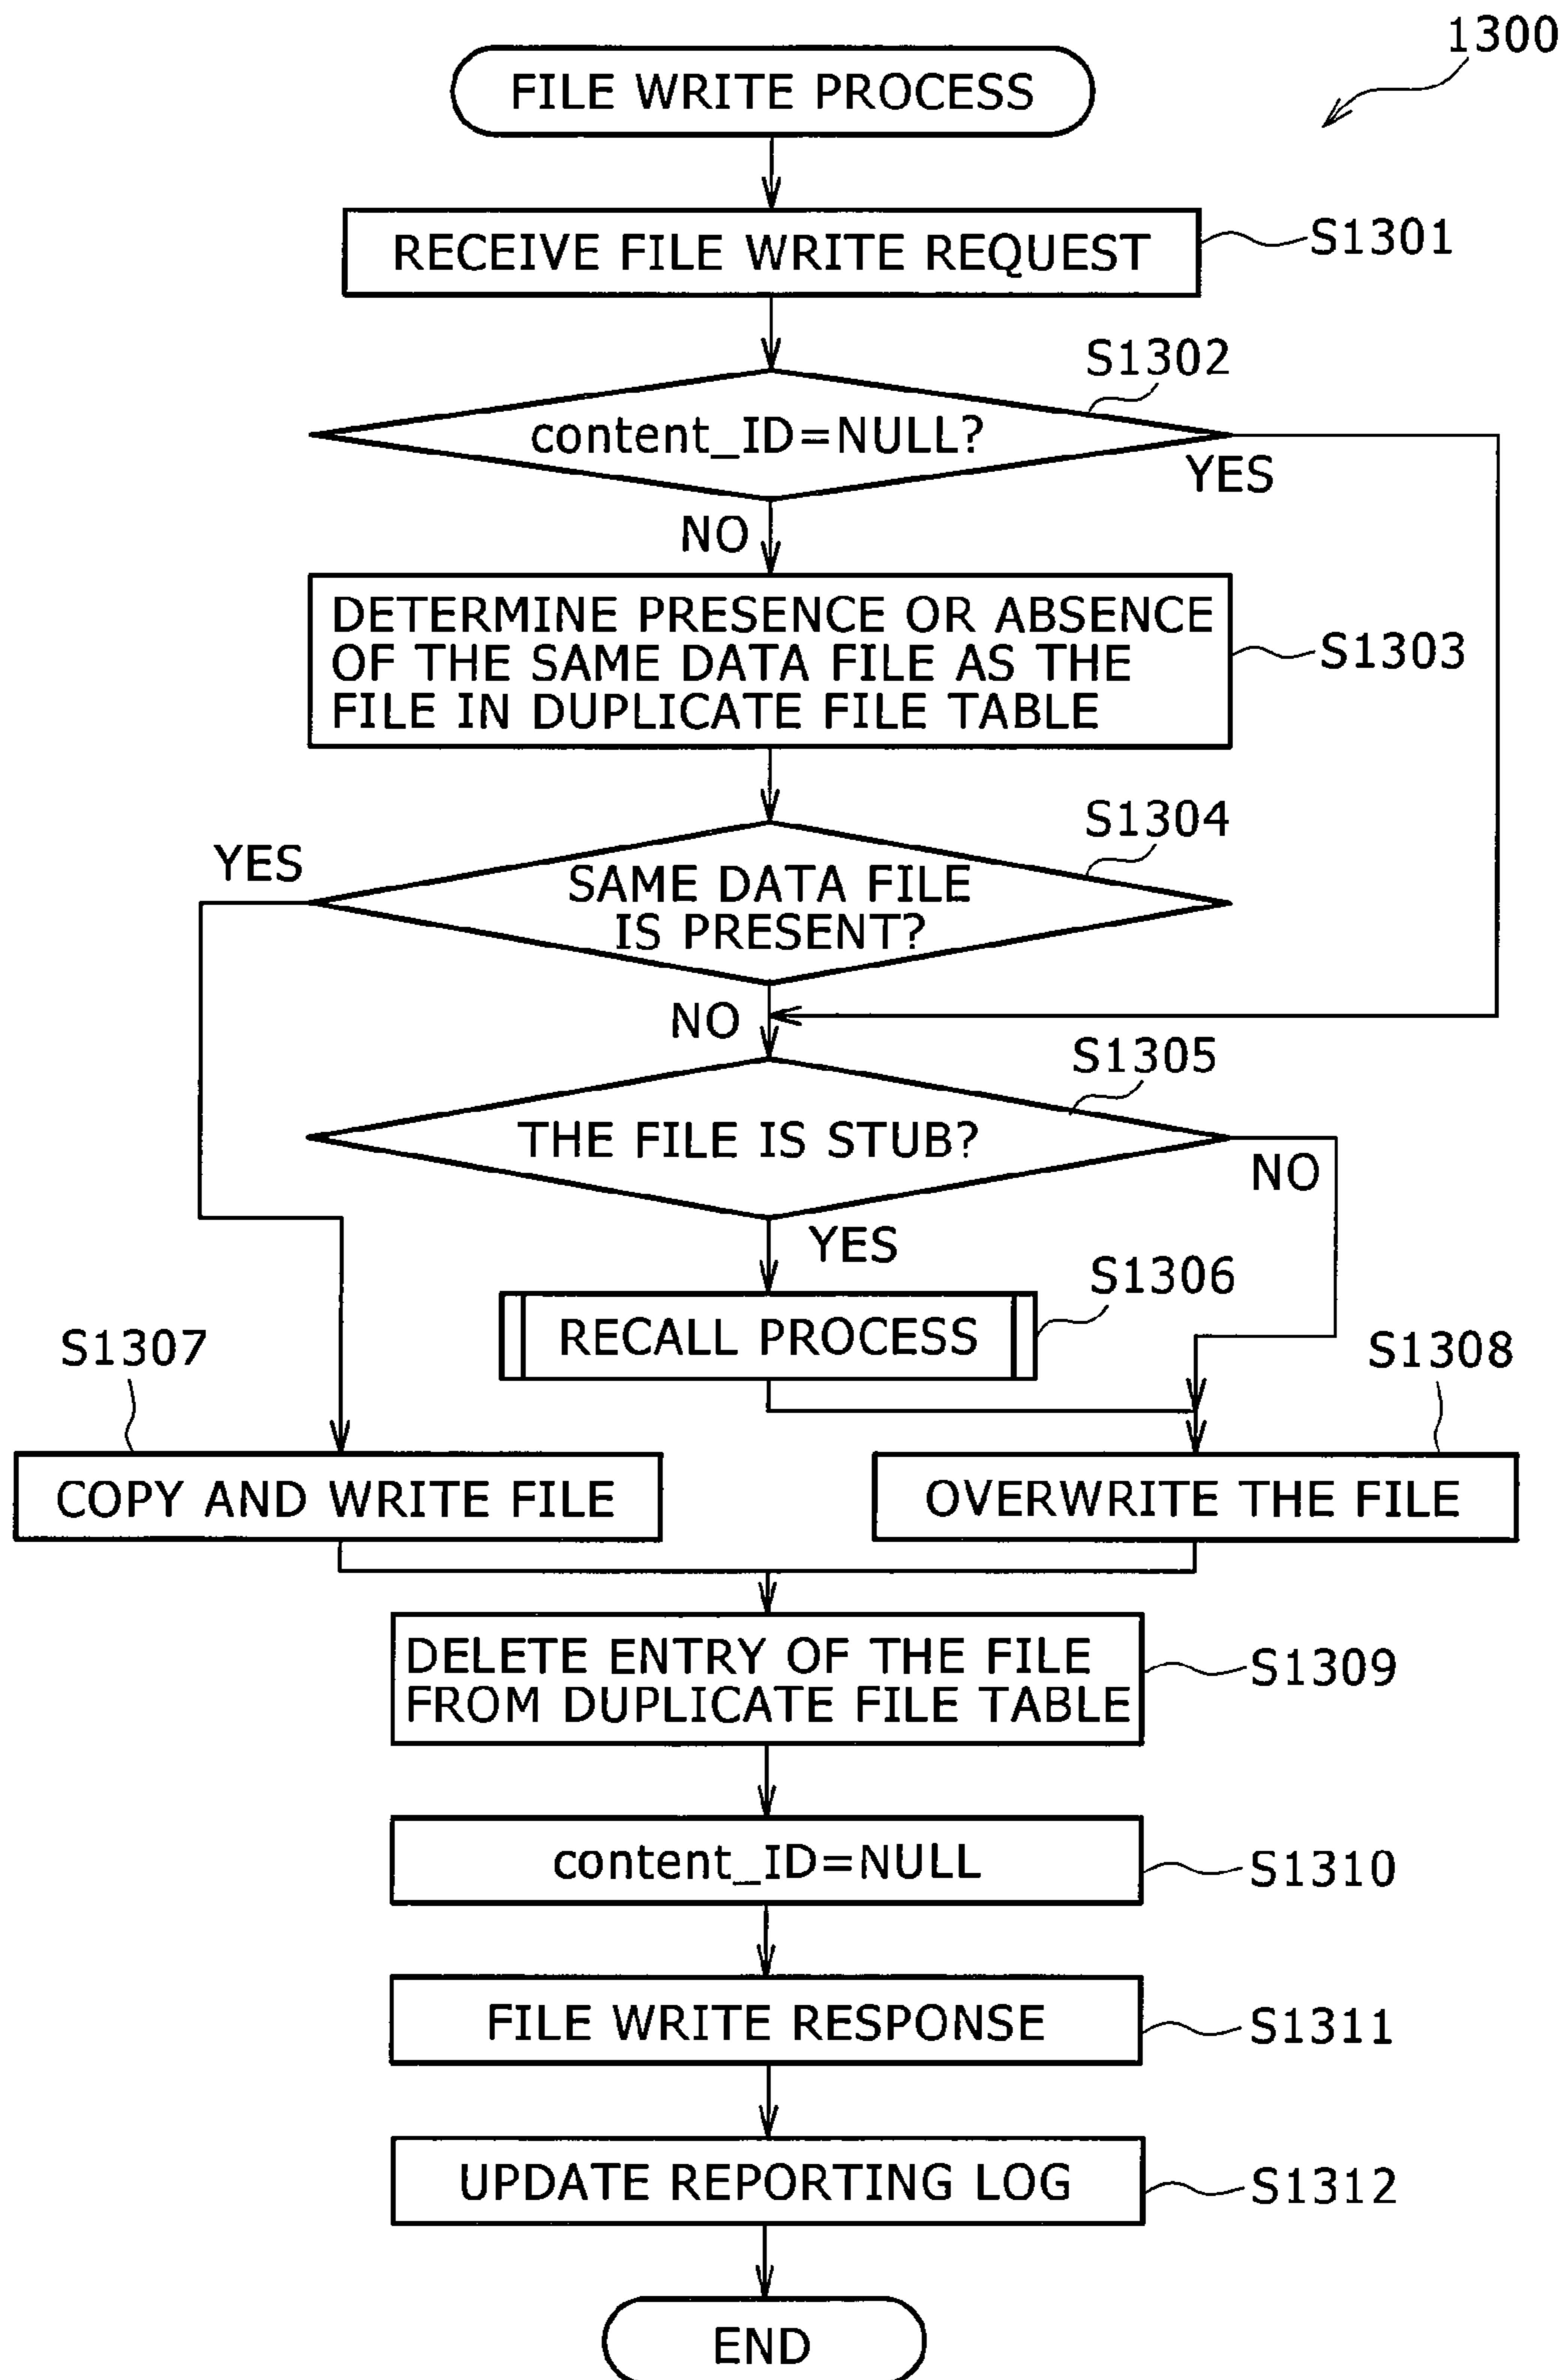 1300
FILE WRITE PROCESS
RECEIVE FILE WRITE REQUEST
S1301
S1302
content_ID=NULL?
YES
NO
DETERMINE PRESENCE OR ABSENCE
OF THE SAME DATA FILE AS THE
FILE IN DUPLICATE FILE TABLE
S1303
S1304
YES
SAME DATA FILE
IS PRESENT?
NO
S1305
THE FILE IS STUB?
NO
YES
S1306
RECALL PROCESS
S1307
S1308
COPY AND WRITE FILE
OVERWRITE THE FILE
DELETE ENTRY OF THE FILE
FROM DUPLICATE FILE TABLE
S1309
content_ID=NULL
S1310
FILE WRITE RESPONSE
S1311
UPDATE REPORTING LOG
S1312
END